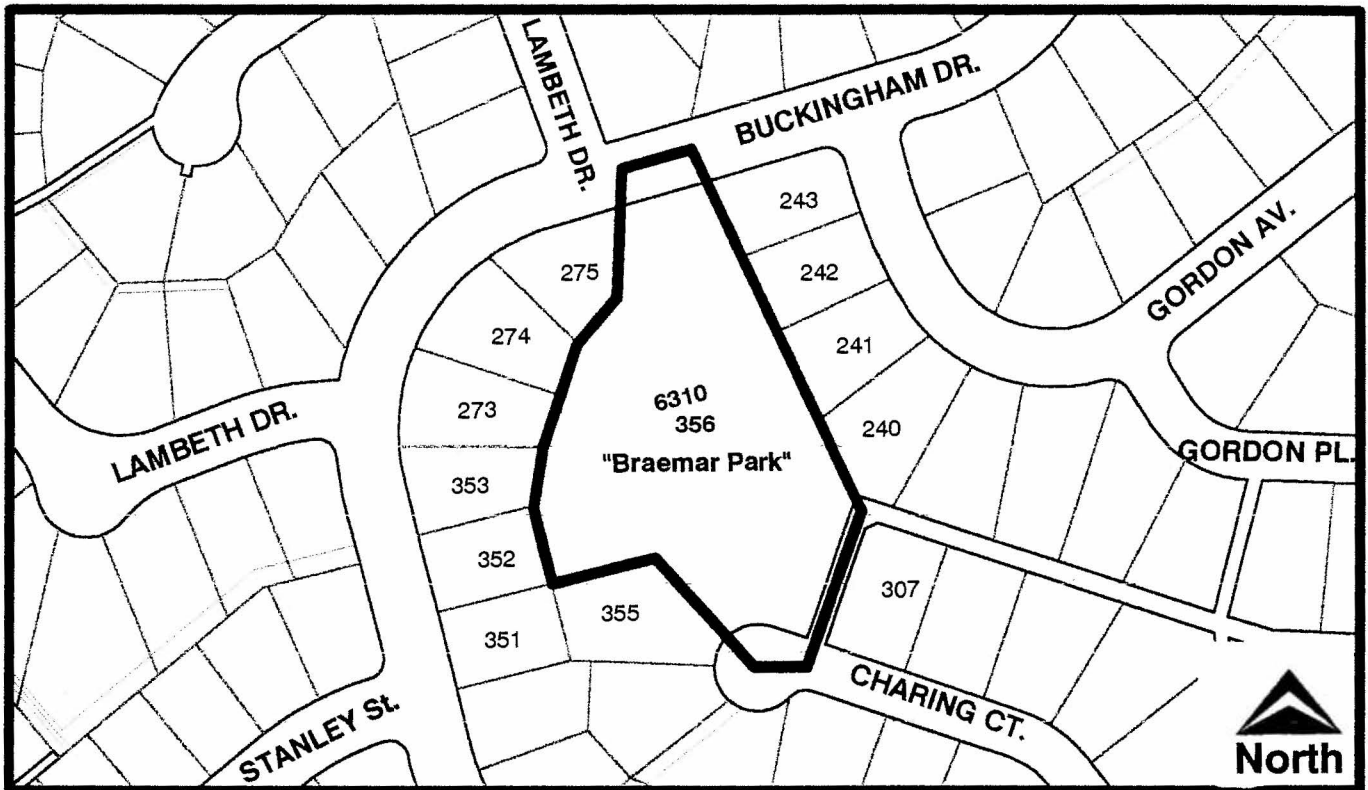 LAMBETH DR.
BUCKINGHAM DR.
243
275
242
GORDON AV.
274
241
6310
356
"Braemar Park"
273
240
LAMBETH DR.
GORDON PL.
353
352
307
355
351
CHARING CT.
STANLEY St.
North